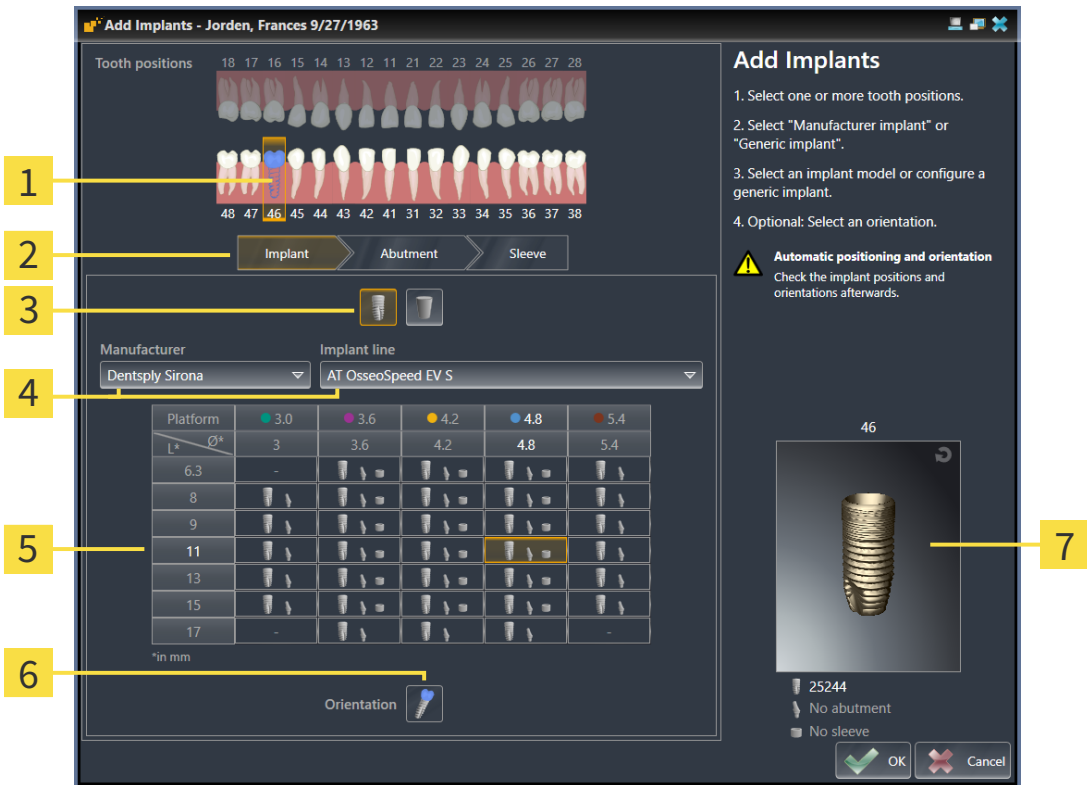 Add Implants - Jorden, Frances 9/27/1963
Tooth positions
18 17 16 15 14 13 12 11 21 22 23 24 25 26 27 28
48 47 46 45 44 43 42 41 31 32 33 34 35 36 37 38
1
2
Implant Abutment Sleeve
3
Manufacturer Implant line
Dentsply Sirona AT OsseoSpeed EV S
4
Platform 3.0 3.6 4.2 4.8 5.4
L* Ø* 3 3.6 4.2 4.8 5.4
6.3 -
8
9
5
11
13
15
17 - -
*in mm
6
Orientation
Add Implants
1. Select one or more tooth positions.
2. Select "Manufacturer implant" or
"Generic implant".
3. Select an implant model or configure a
generic implant.
4. Optional: Select an orientation.
Automatic positioning and orientation
Check the implant positions and
orientations afterwards.
46
7
25244
No abutment
No sleeve
OK Cancel